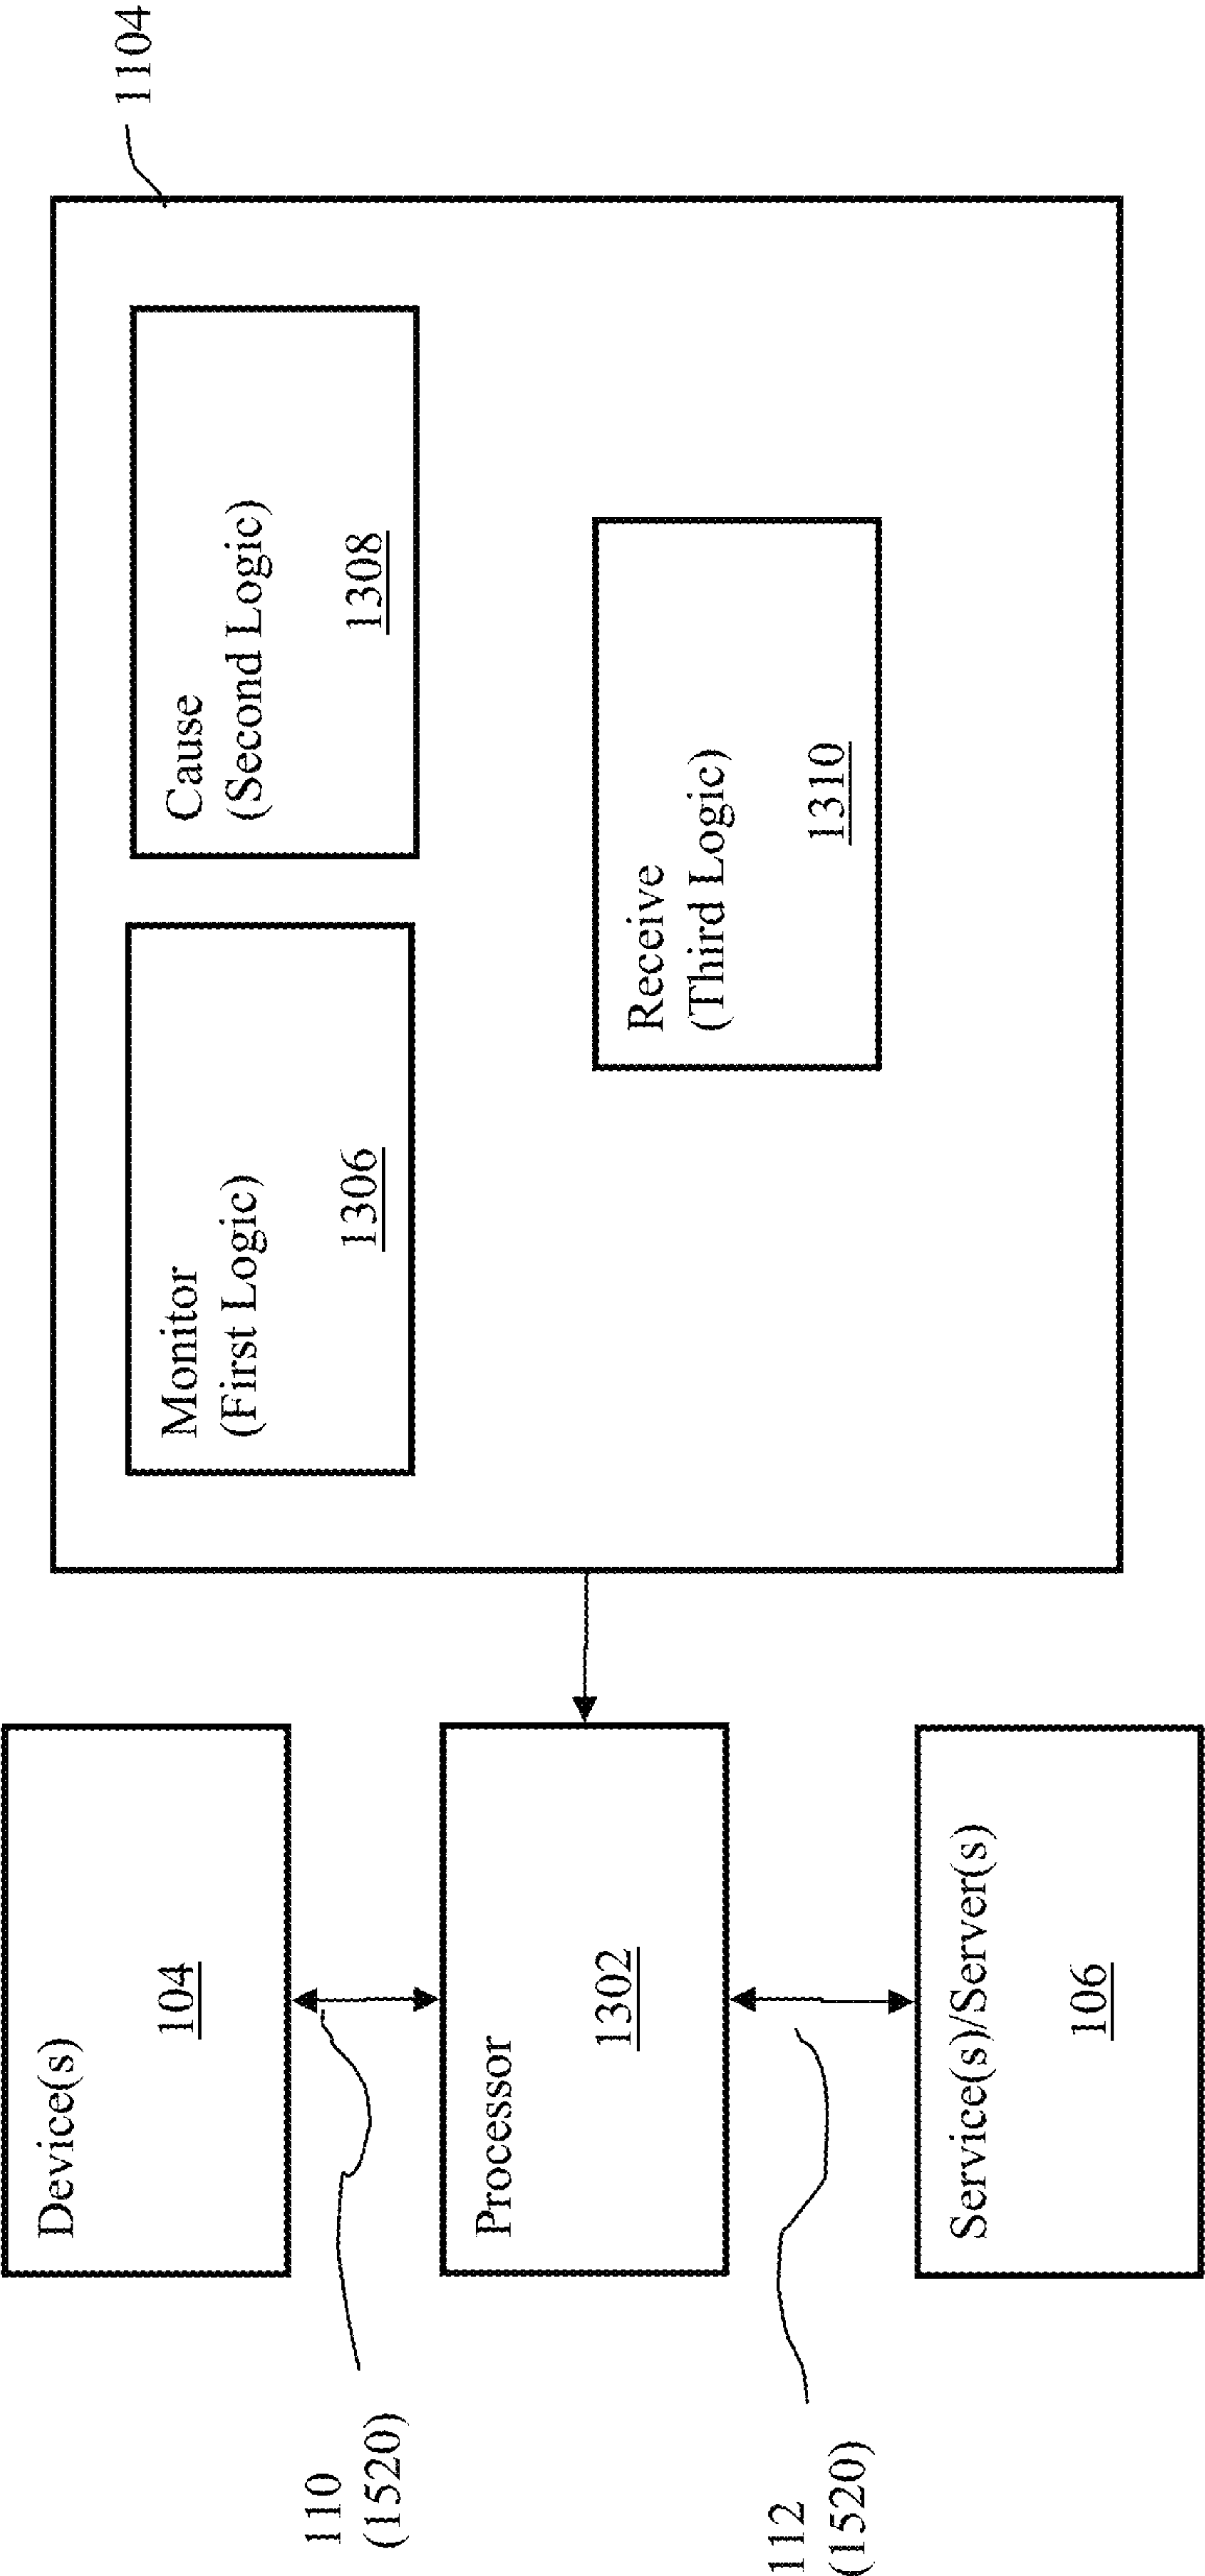 Device(s)
104
110
(1520)
Processor
1302
112
(1520)
Service(s)/Server(s)
106
1104
Monitor
(First Logic)
1306
Cause
(Second Logic)
1308
Receive
(Third Logic)
1310